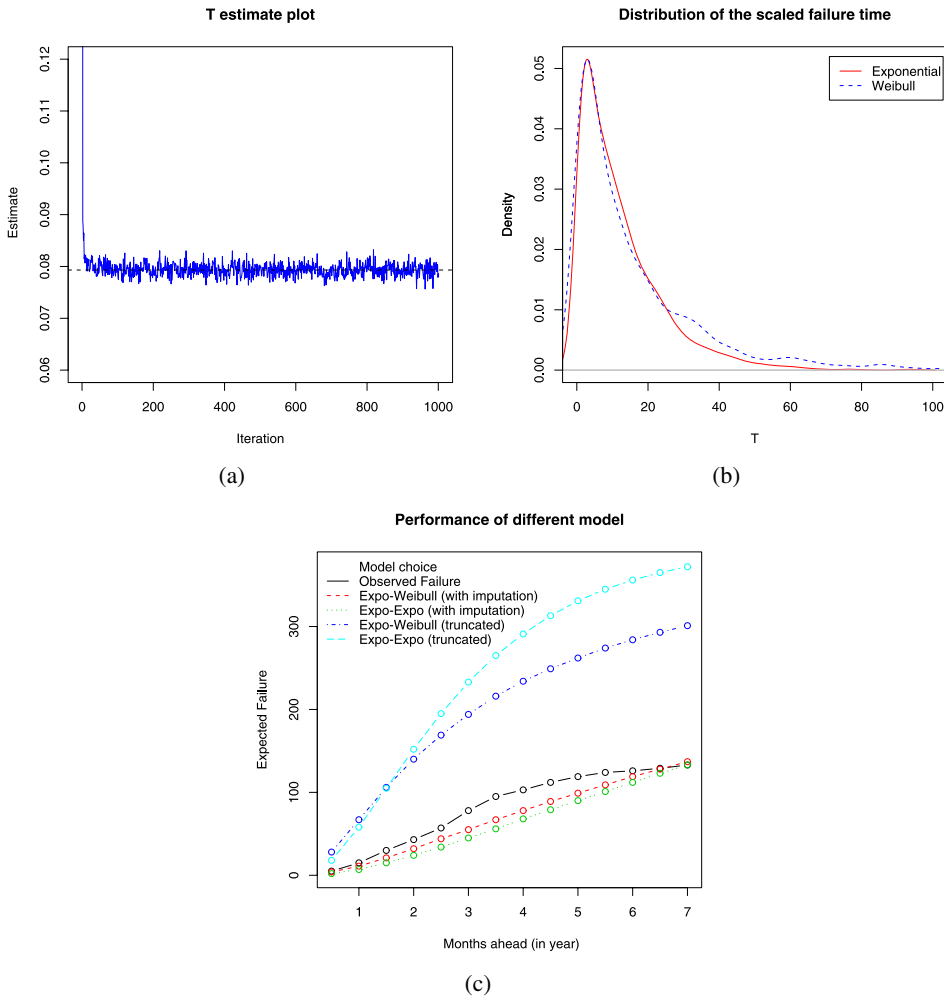 T estimate plot
0.12
0.11
0.10
0.09
0.08
0.07
0.06
Estimate
0 200 400 600 800 1000
Iteration
(a)
Distribution of the scaled failure time
Exponential
Weibull
0.05
0.04
0.03
0.02
0.01
0.00
Density
0 20 40 60 80 100
T
(b)
Performance of different model
Model choice
Observed Failure
Expo-Weibull (with imputation)
Expo-Expo (with imputation)
Expo-Weibull (truncated)
Expo-Expo (truncated)
300
200
100
0
Expected Failure
1 2 3 4 5 6 7
Months ahead (in year)
(c)